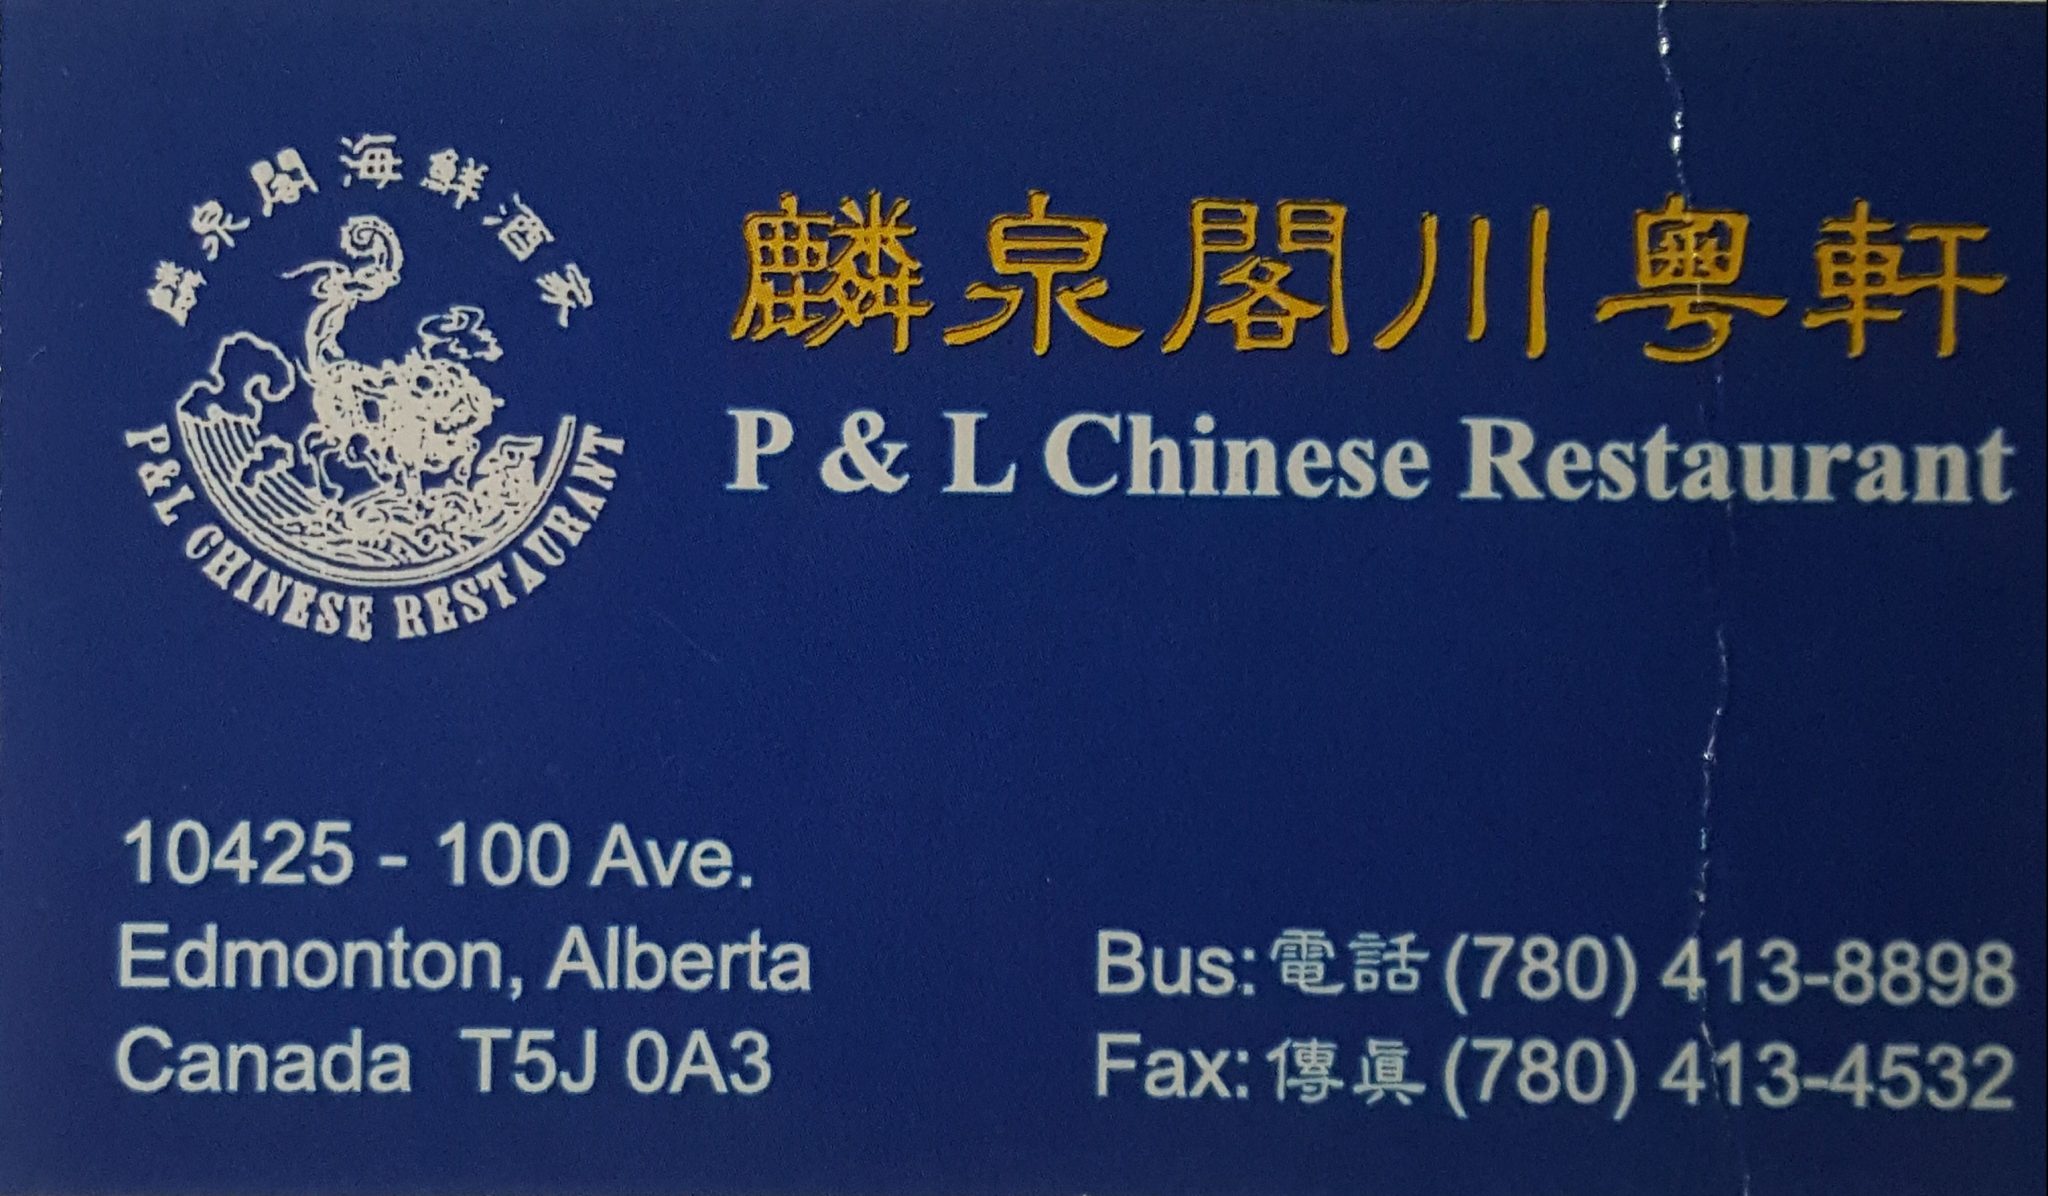 麟泉閣海鮮酒家
P&L CHINESE RESTAURANT
麟泉閣川粵軒
P & L Chinese Restaurant
10425 - 100 Ave.
Edmonton, Alberta
Canada T5J 0A3
Bus: 電話 (780) 413-8898
Fax: 傳真 (780) 413-4532